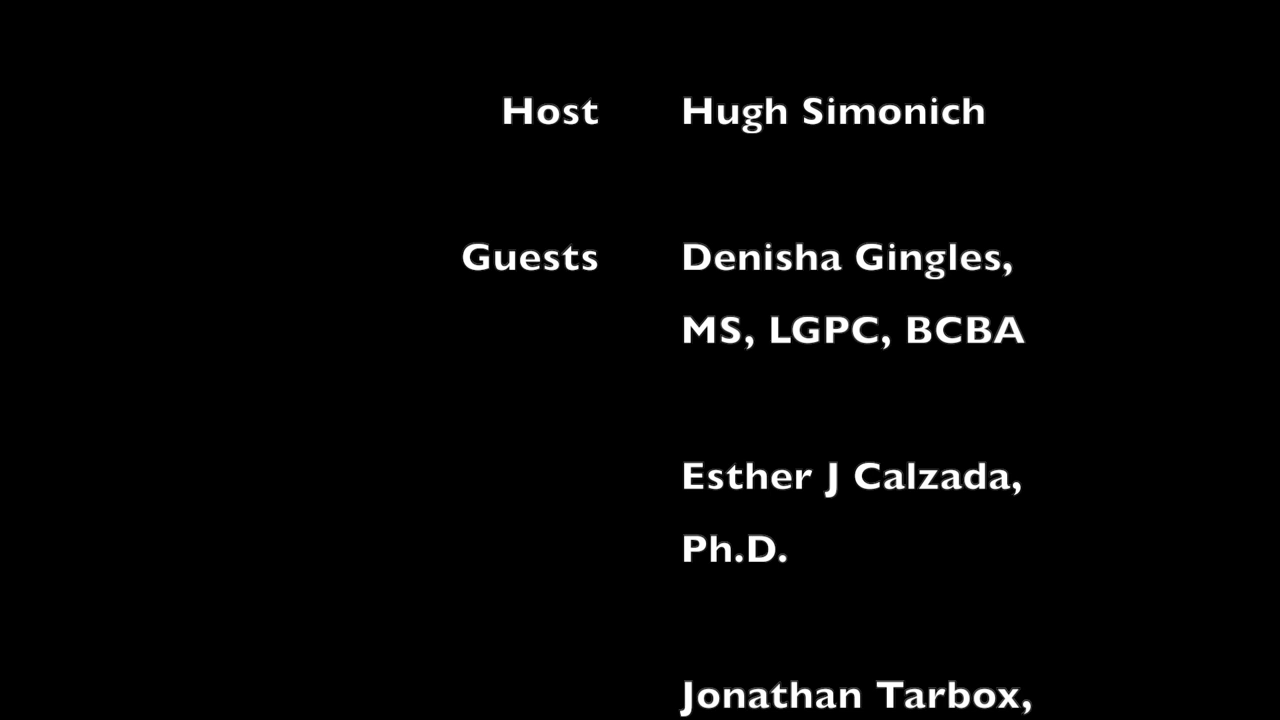 Host Hugh Simonich
Guests Denisha Gingles,
MS, LGPC, BCBA
Esther J Calzada,
Ph.D.
Jonathan Tarbox,